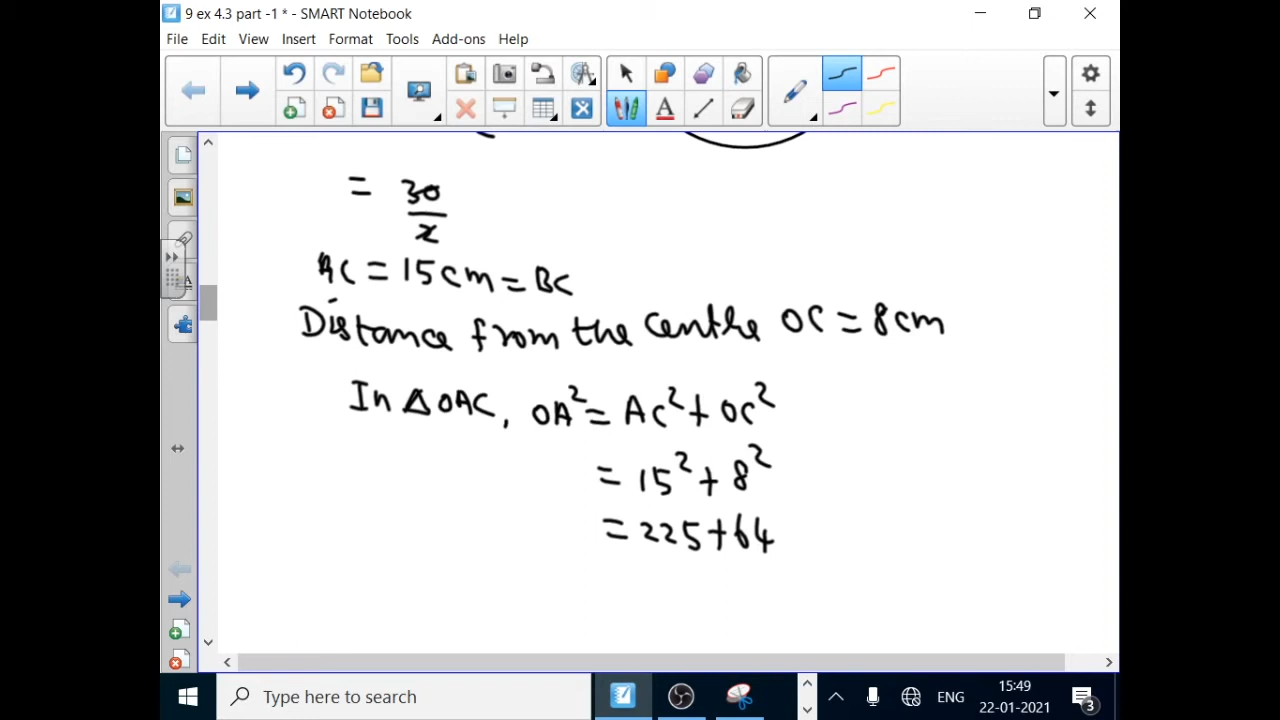 9 ex 4.3 part -1 * - SMART Notebook
File Edit View Insert Format Tools Add-ons Help
= 30
x
AC = 15cm = BC
Distance from the centhe OC = 8cm
In △OAC, OA² = AC² + OC²
= 15² + 8²
= 225 + 64
Type here to search
ENG
15:49
22-01-2021
3